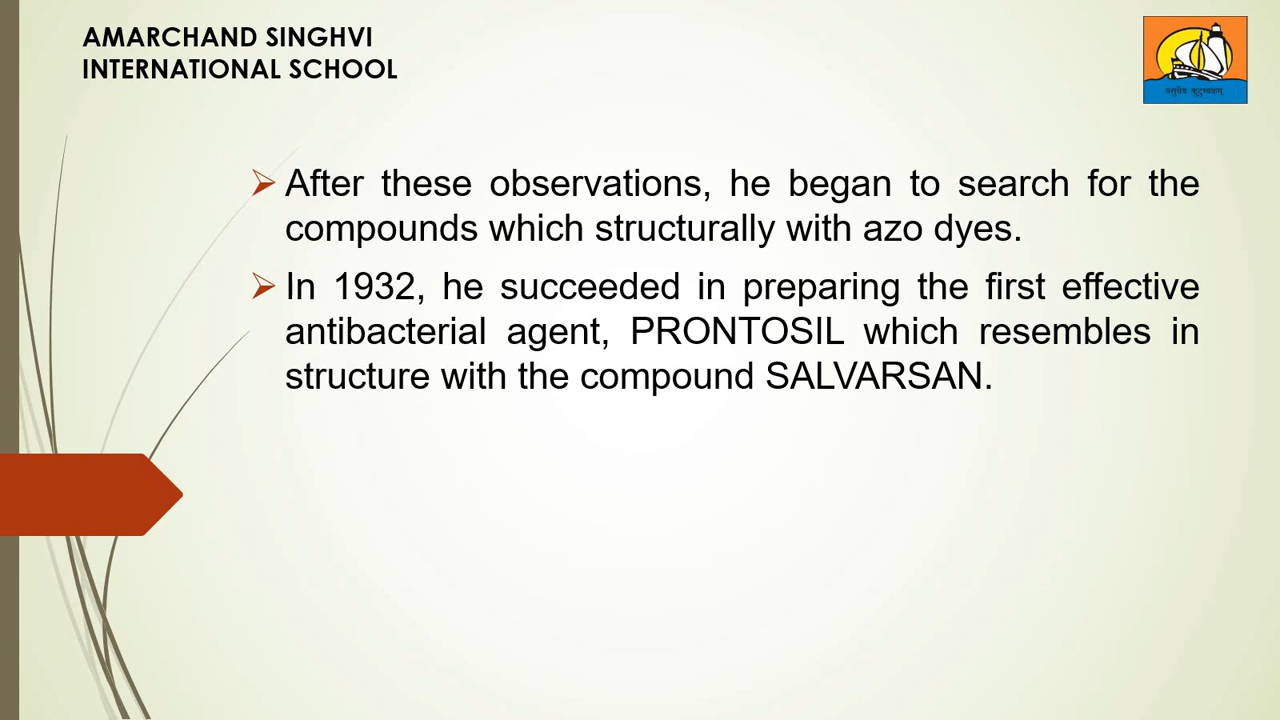 AMARCHAND SINGHVI
INTERNATIONAL SCHOOL
वसुधैव कुटुम्बकम्
After these observations, he began to search for the
compounds which structurally with azo dyes.
In 1932, he succeeded in preparing the first effective
antibacterial agent, PRONTOSIL which resembles in
structure with the compound SALVARSAN.